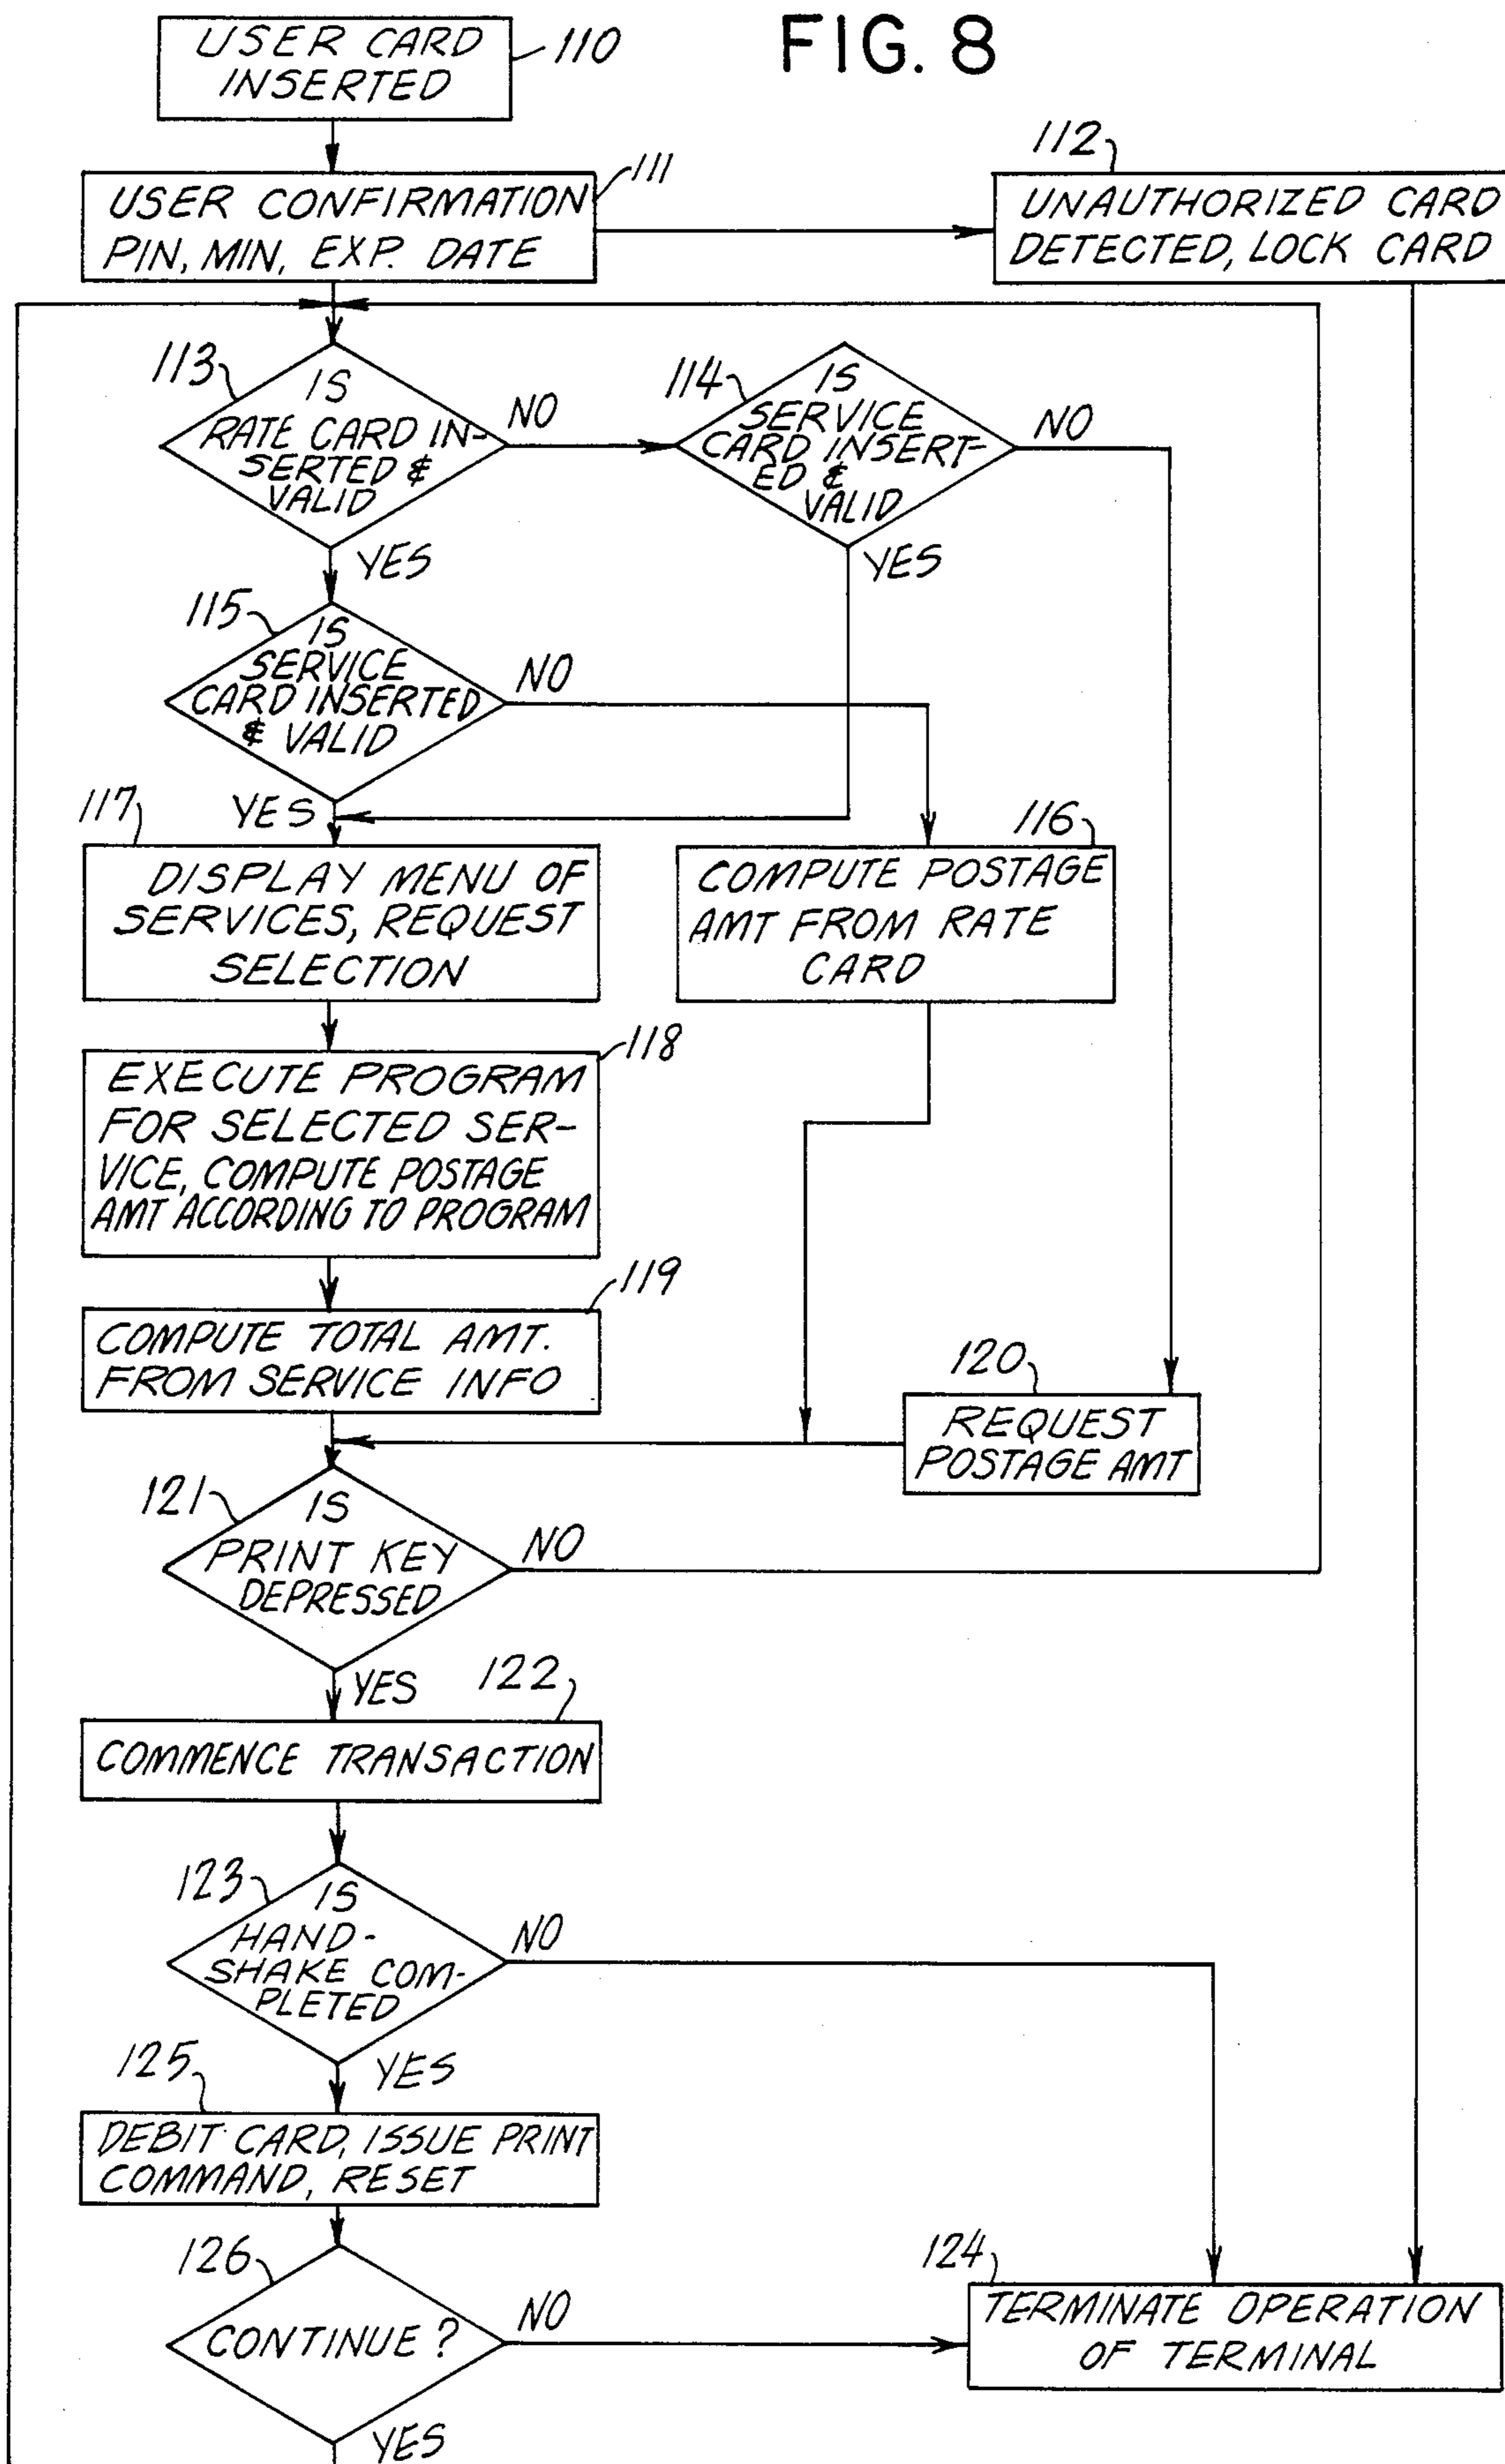 FIG. 8
USER CARD
INSERTED
110
USER CONFIRMATION
PIN, MIN, EXP. DATE
111
112
UNAUTHORIZED CARD
DETECTED, LOCK CARD
113
IS
RATE CARD IN-
SERTED &
VALID
NO
YES
114
IS
SERVICE
CARD INSERT-
ED &
VALID
NO
YES
115
IS
SERVICE
CARD INSERTED
& VALID
NO
YES
116
COMPUTE POSTAGE
AMT FROM RATE
CARD
117
DISPLAY MENU OF
SERVICES, REQUEST
SELECTION
118
EXECUTE PROGRAM
FOR SELECTED SER-
VICE, COMPUTE POSTAGE
AMT ACCORDING TO PROGRAM
119
COMPUTE TOTAL AMT.
FROM SERVICE INFO
120
REQUEST
POSTAGE AMT
121
IS
PRINT KEY
DEPRESSED
NO
YES
122
COMMENCE TRANSACTION
123
IS
HAND-
SHAKE COM-
PLETED
NO
YES
125
DEBIT CARD, ISSUE PRINT
COMMAND, RESET
126
CONTINUE?
NO
YES
124
TERMINATE OPERATION
OF TERMINAL